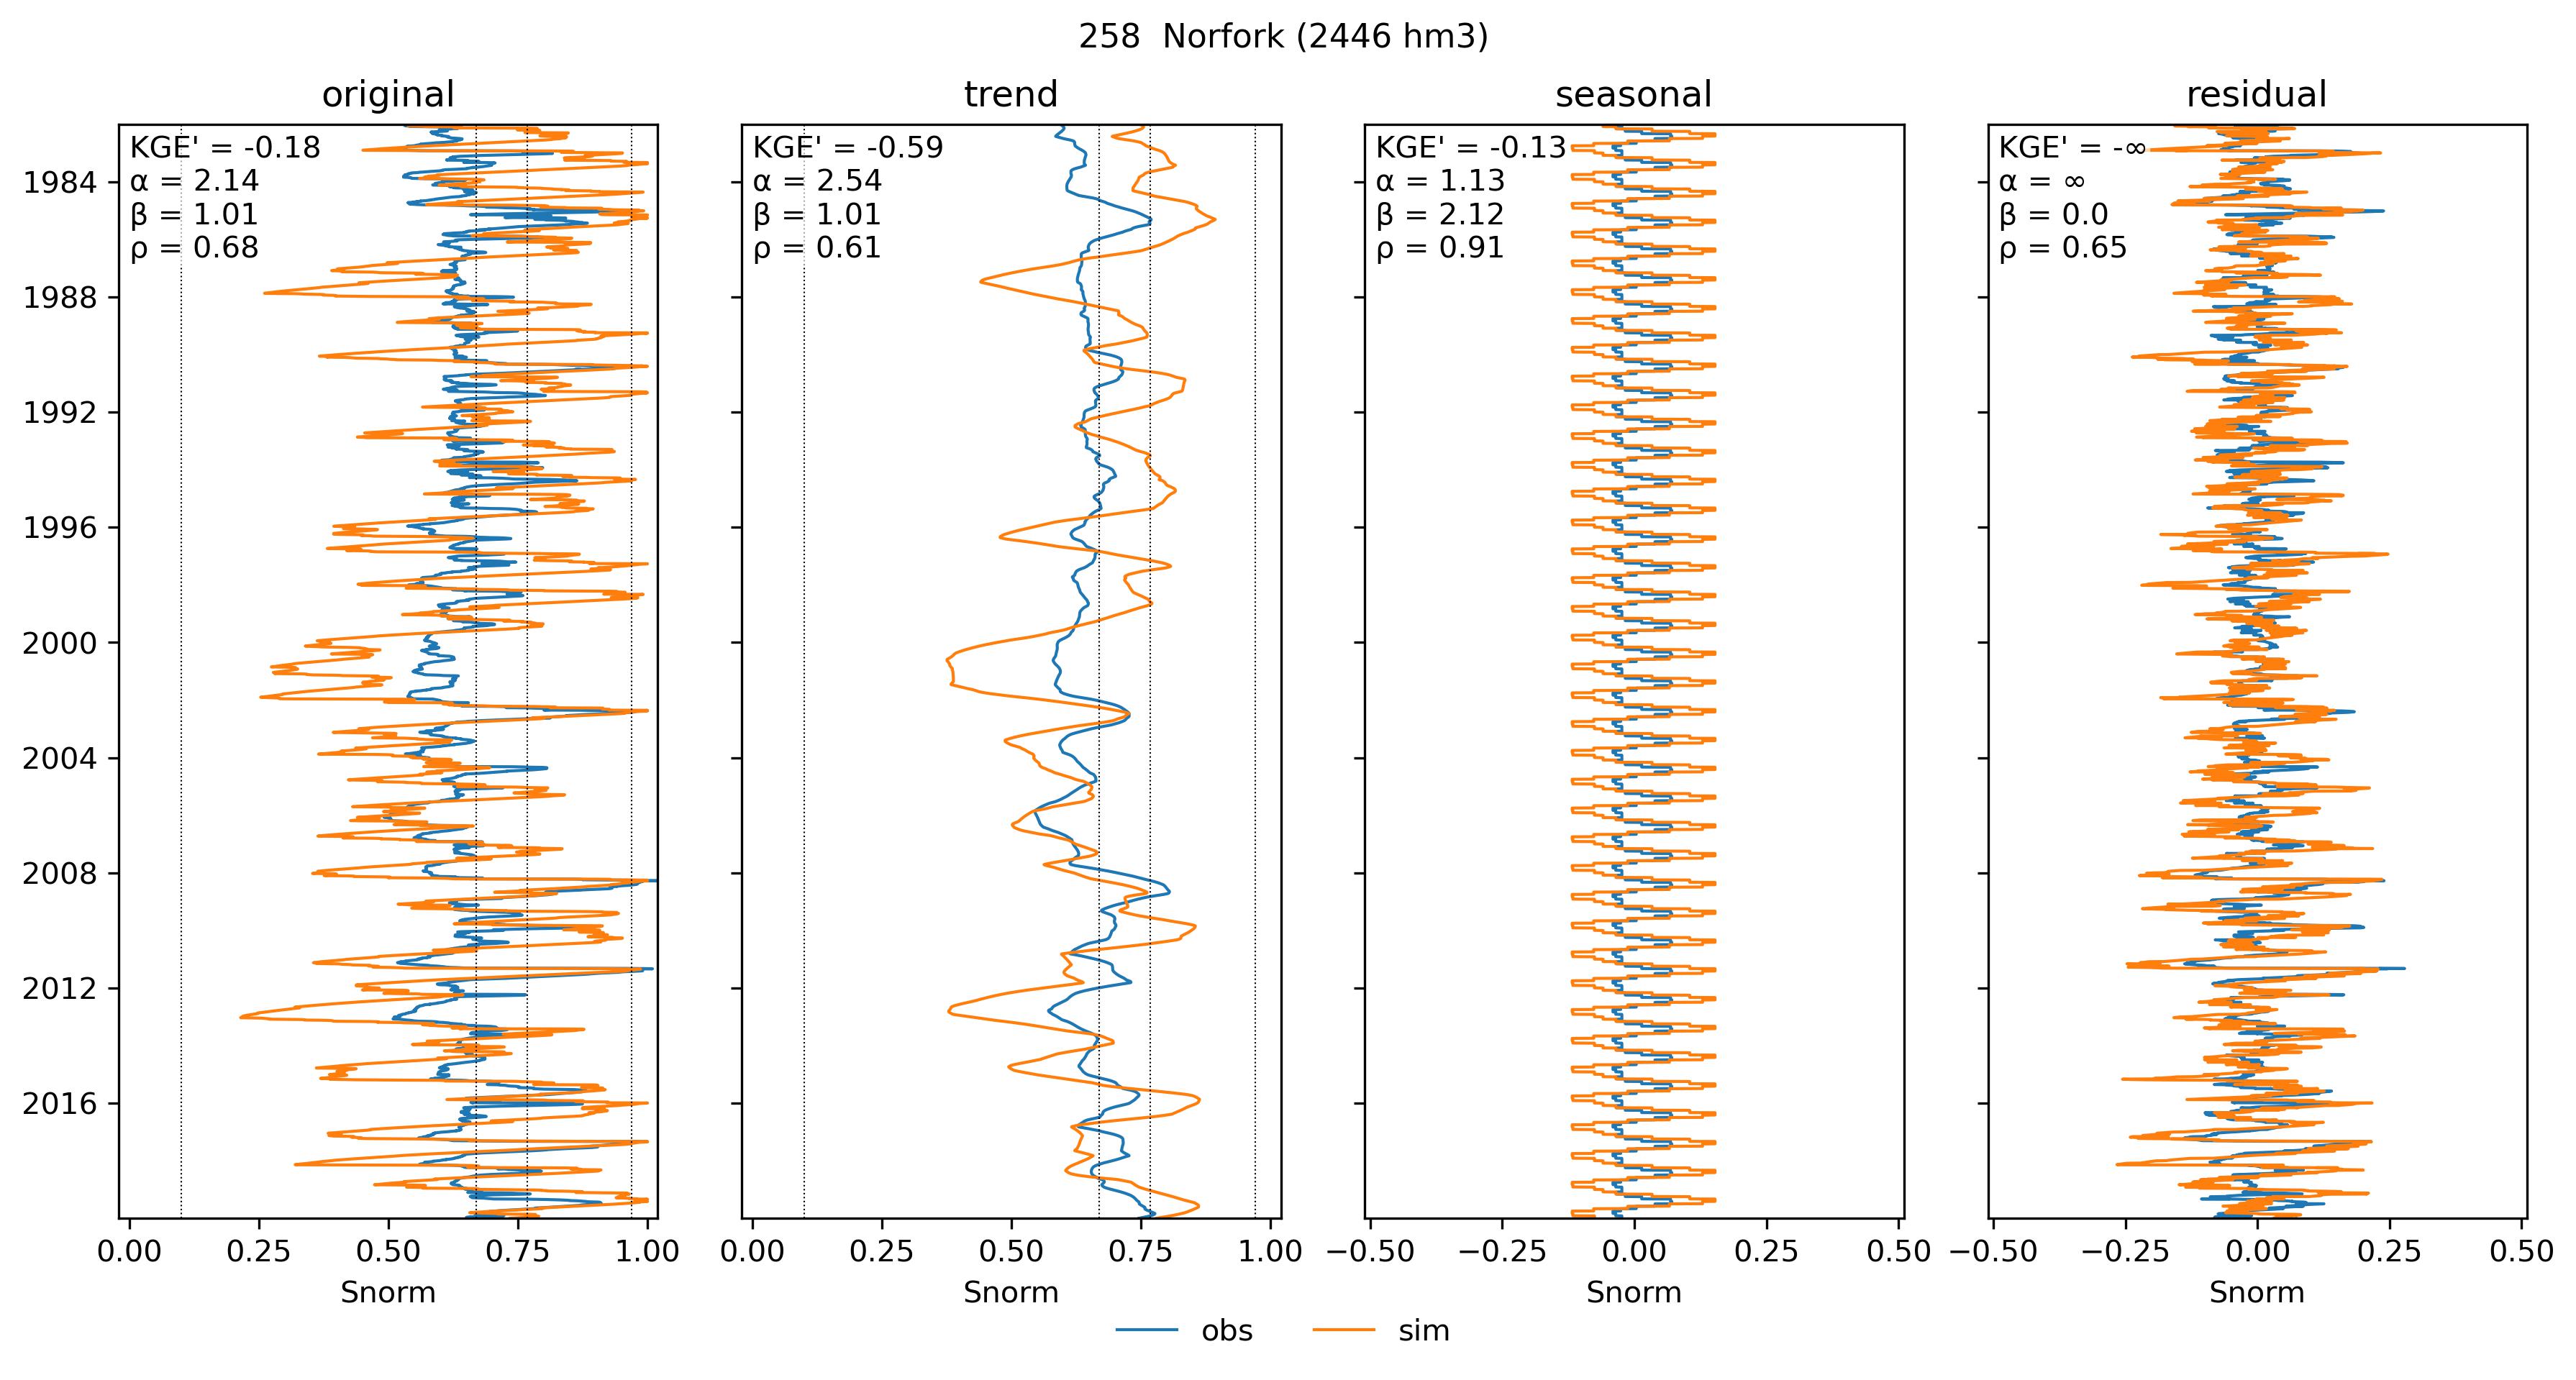 258  Norfork (2446 hm3)
original
trend
seasonal
residual
KGE' = -0.18
α = 2.14
β = 1.01
ρ = 0.68
KGE' = -0.59
α = 2.54
β = 1.01
ρ = 0.61
KGE' = -0.13
α = 1.13
β = 2.12
ρ = 0.91
KGE' = -∞
α = ∞
β = 0.0
ρ = 0.65
1984
1988
1992
1996
2000
2004
2008
2012
2016
0.00 0.25 0.50 0.75 1.00
0.00 0.25 0.50 0.75 1.00
−0.50 −0.25 0.00 0.25 0.50
−0.50 −0.25 0.00 0.25 0.50
Snorm
Snorm
Snorm
Snorm
obs
sim